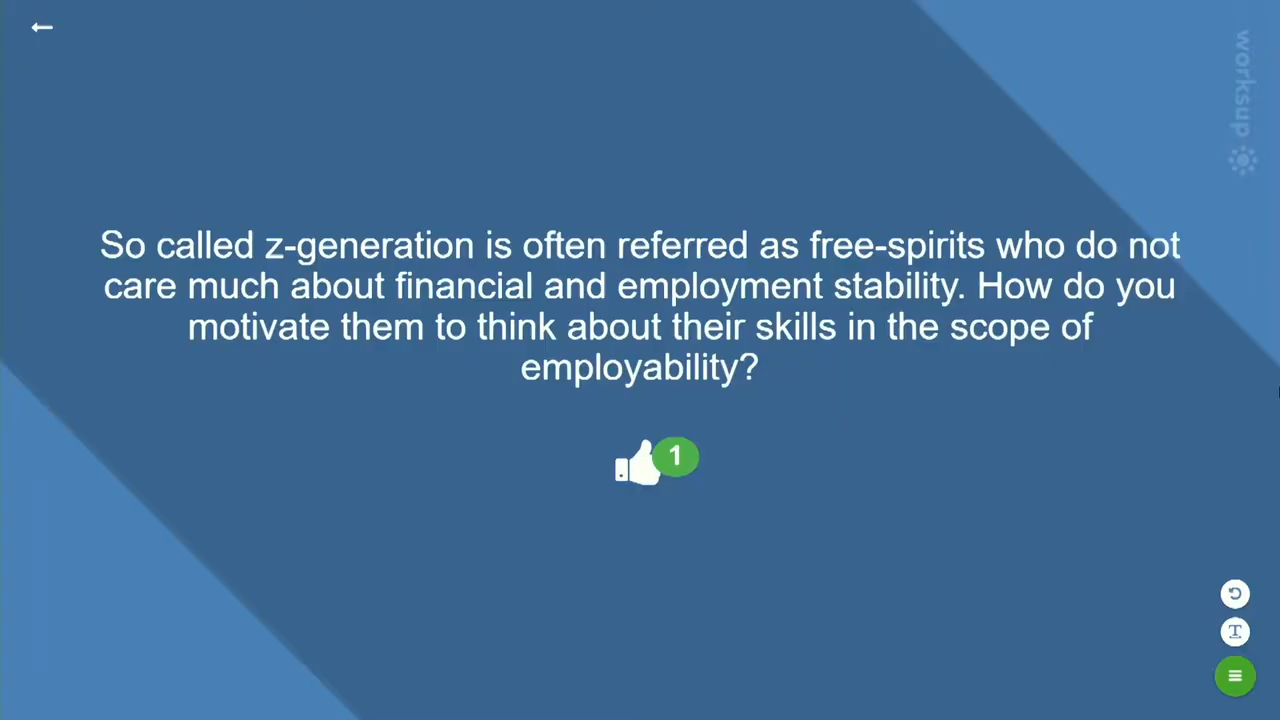 worksup
So called z-generation is often referred as free-spirits who do not
care much about financial and employment stability. How do you
motivate them to think about their skills in the scope of
employability?
1
T